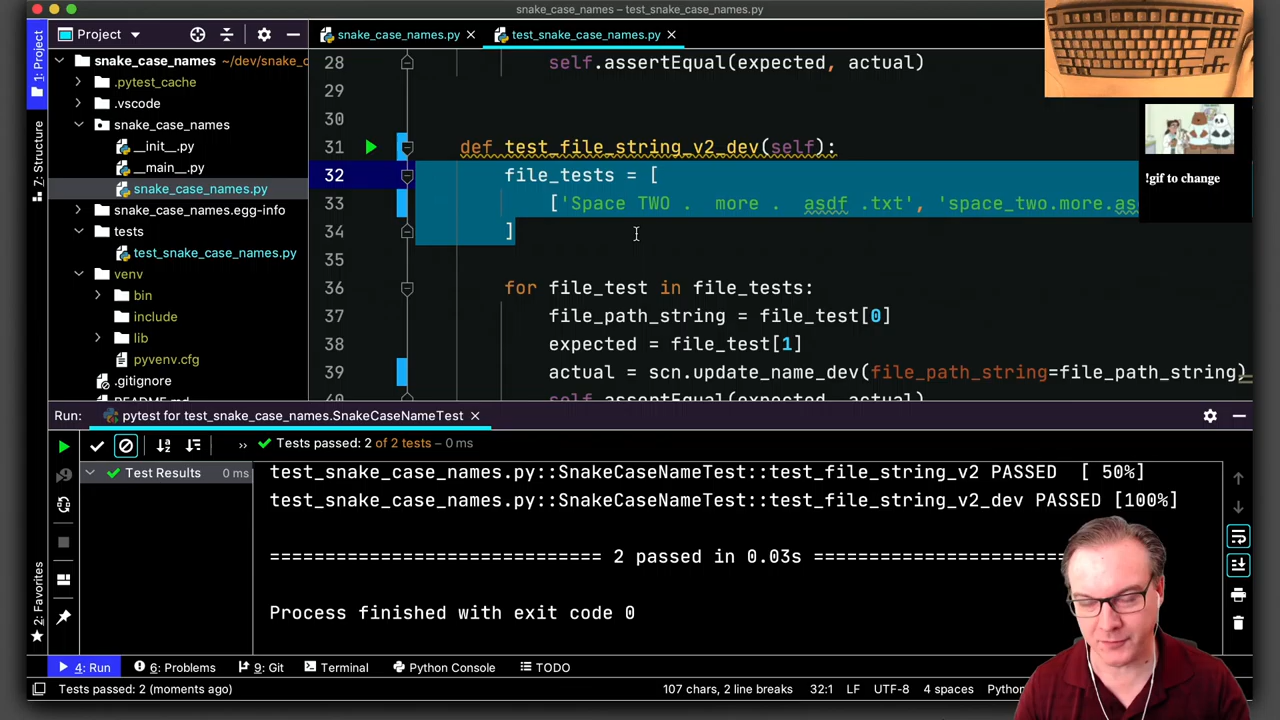 snake_case_names – test_snake_case_names.py
Project
snake_case_names.py
test_snake_case_names.py
1: Project
7: Structure
2: Favorites
snake_case_names ~/dev/snake_c
.pytest_cache
.vscode
snake_case_names
__init__.py
__main__.py
snake_case_names.py
snake_case_names.egg-info
tests
test_snake_case_names.py
venv
bin
include
lib
pyvenv.cfg
.gitignore
README.md
28 self.assertEqual(expected, actual)
29
30
31 def test_file_string_v2_dev(self):
32 file_tests = [
33 ['Space TWO .  more .  asdf .txt', 'space_two.more.as
34 ]
35
36 for file_test in file_tests:
37 file_path_string = file_test[0]
38 expected = file_test[1]
39 actual = scn.update_name_dev(file_path_string=file_path_string)
40 self.assertEqual(expected, actual)
!gif to change
Run: pytest for test_snake_case_names.SnakeCaseNameTest
» Tests passed: 2 of 2 tests – 0 ms
Test Results 0 ms
test_snake_case_names.py::SnakeCaseNameTest::test_file_string_v2 PASSED  [ 50%]
test_snake_case_names.py::SnakeCaseNameTest::test_file_string_v2_dev PASSED [100%]
============================= 2 passed in 0.03s =======================
Process finished with exit code 0
4: Run
6: Problems
9: Git
Terminal
Python Console
TODO
Tests passed: 2 (moments ago)
107 chars, 2 line breaks
32:1
LF
UTF-8
4 spaces
Python